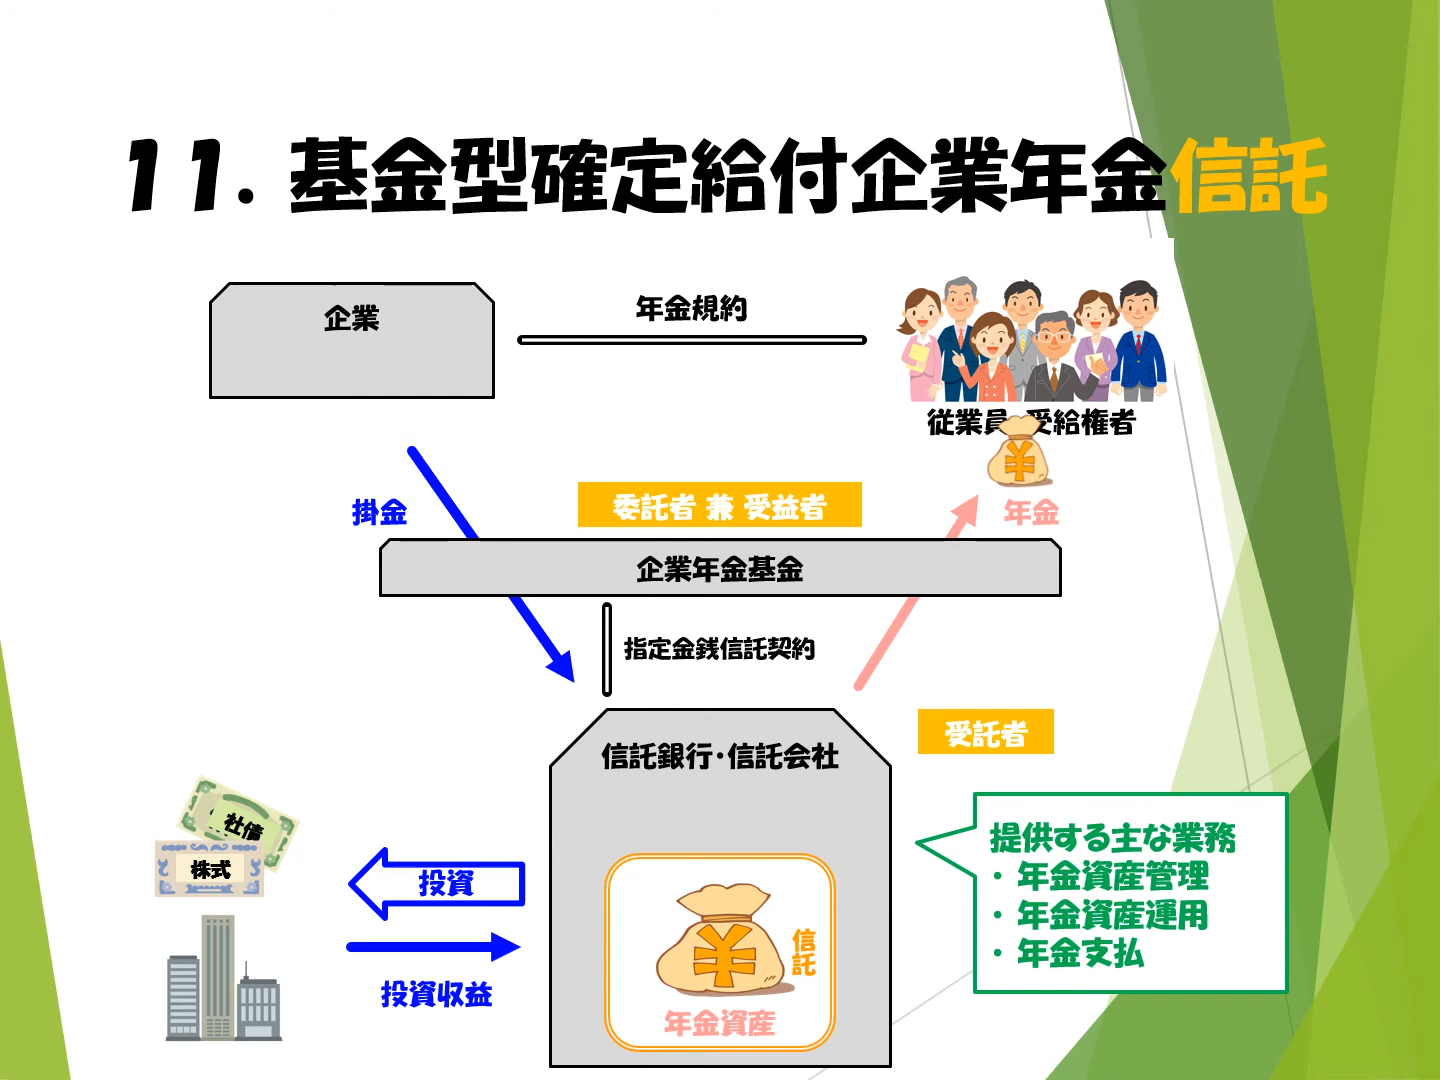 11. 基金型確定給付企業年金信託
企業
年金規約
従業員 受給権者
¥
掛金
委託者 兼 受益者
年金
企業年金基金
指定金銭信託契約
受託者
信託銀行・信託会社
社債
株式
投資
投資収益
¥
信託
年金資産
提供する主な業務
・ 年金資産管理
・ 年金資産運用
・ 年金支払